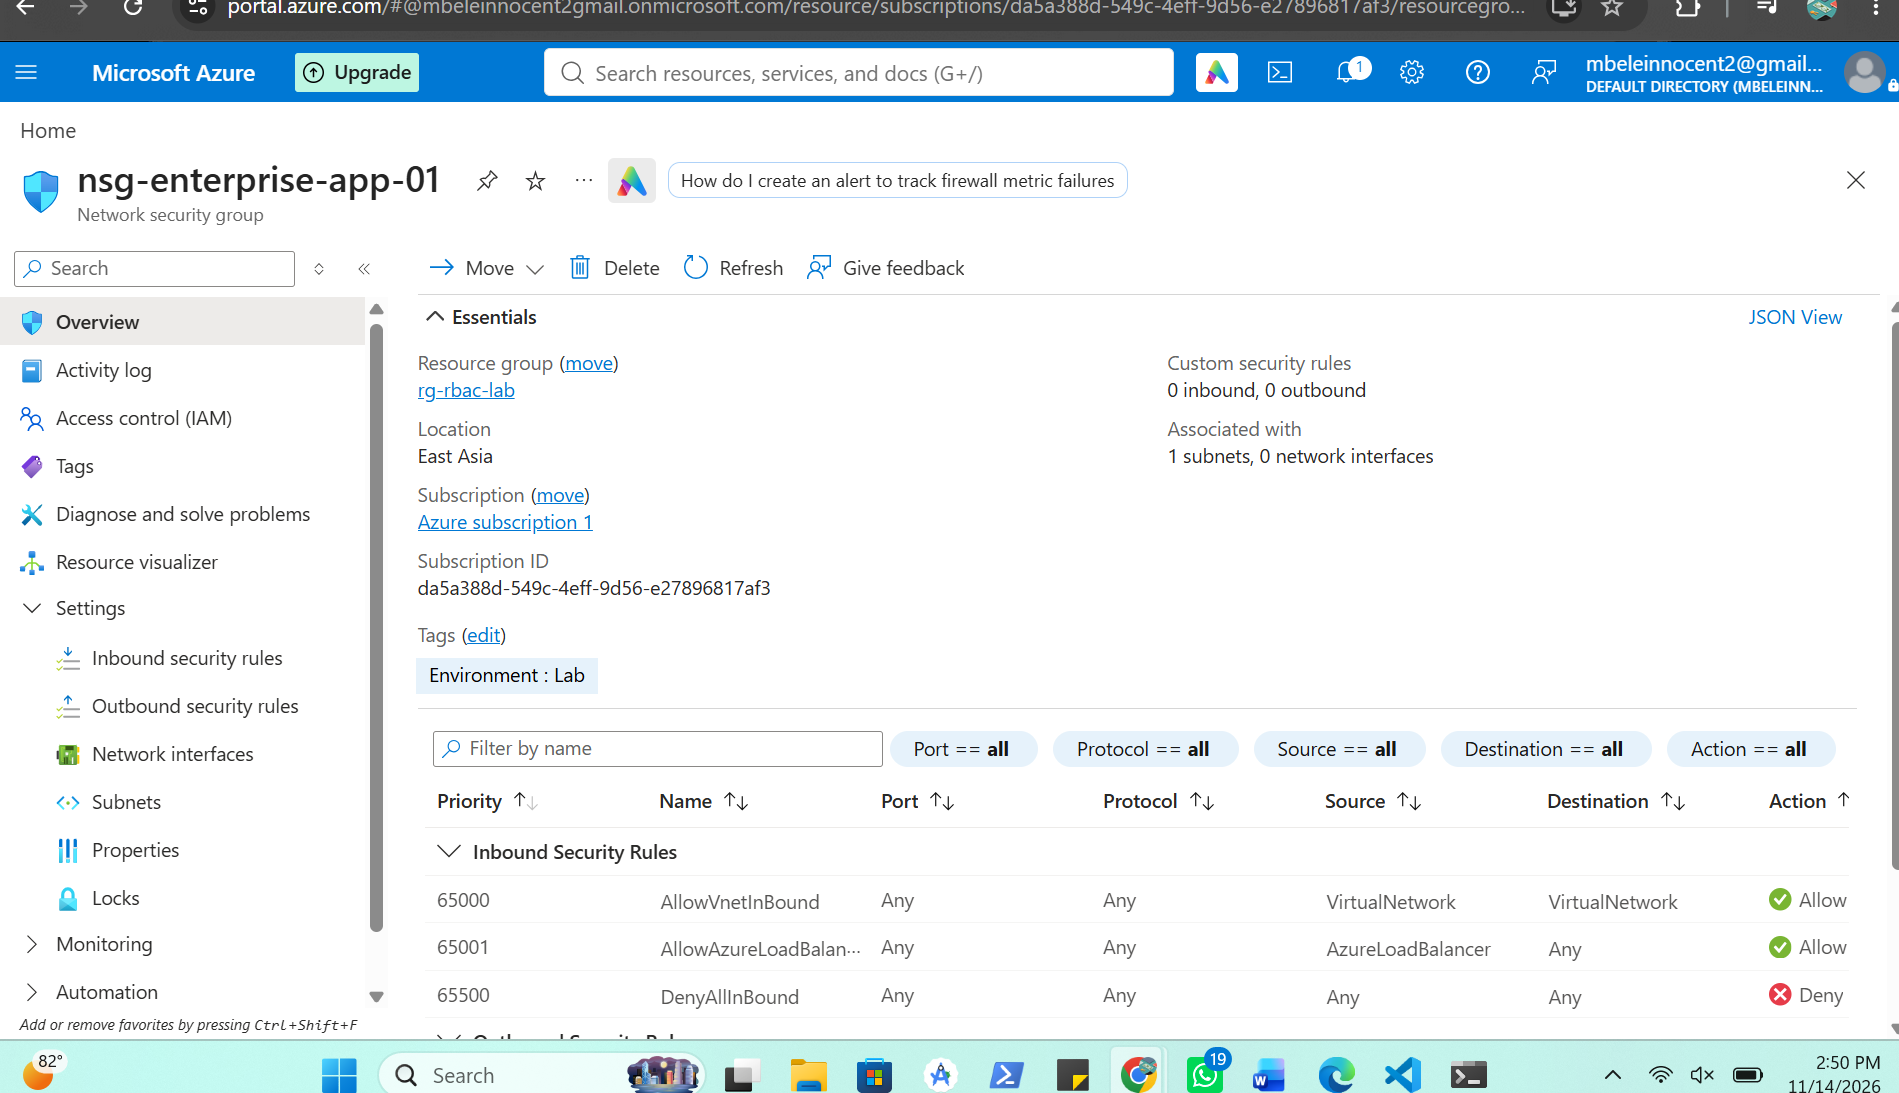 portal.azure.com/#@mbeleinnocent2gmail.onmicrosoft.com/resource/subscriptions/da5a388d-549c-4eff-9d56-e27896817af3/resourcegro...
Microsoft Azure
Upgrade
Search resources, services, and docs (G+/)
1
mbeleinnocent2@gmail...
DEFAULT DIRECTORY (MBELEINN...
Home
nsg-enterprise-app-01
How do I create an alert to track firewall metric failures
Network security group
Search
Move
Delete
Refresh
Give feedback
Overview
Activity log
Access control (IAM)
Tags
Diagnose and solve problems
Resource visualizer
Settings
Inbound security rules
Outbound security rules
Network interfaces
Subnets
Properties
Locks
Monitoring
Automation
Add or remove favorites by pressing Ctrl+Shift+F
Essentials
JSON View
Resource group (move)
rg-rbac-lab
Location
East Asia
Subscription (move)
Azure subscription 1
Subscription ID
da5a388d-549c-4eff-9d56-e27896817af3
Custom security rules
0 inbound, 0 outbound
Associated with
1 subnets, 0 network interfaces
Tags (edit)
Environment : Lab
Filter by name
Port == all
Protocol == all
Source == all
Destination == all
Action == all
Priority Name Port Protocol Source Destination Action
Inbound Security Rules
65000 AllowVnetInBound Any Any VirtualNetwork VirtualNetwork Allow
65001 AllowAzureLoadBalan... Any Any AzureLoadBalancer Any Allow
65500 DenyAllInBound Any Any Any Any Deny
82°
Search
19
2:50 PM
11/14/2026